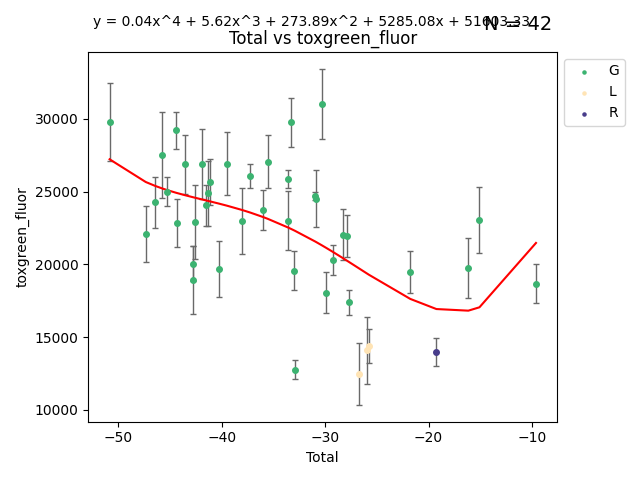 y = 0.04x^4 + 5.62x^3 + 273.89x^2 + 5285.08x + 51603.33
N = 42
Total vs toxgreen_fluor
30000
25000
20000
15000
10000
toxgreen_fluor
−50
−40
−30
−20
−10
Total
G
L
R